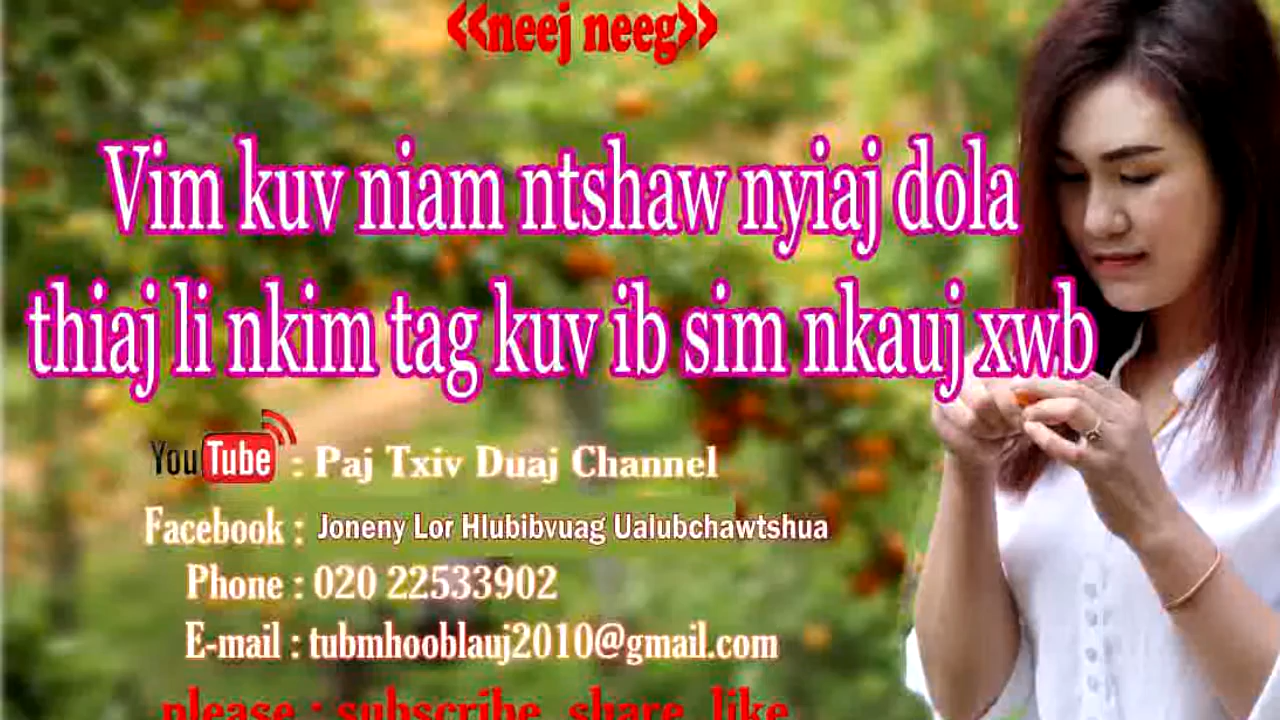 <<neej neeg>>
Vim kuv niam ntshaw nyiaj dola
thiaj li nkim tag kuv ib sim nkauj xwb
YouTube : Paj Txiv Duaj Channel
Facebook : Joneny Lor Hlubibvuag Ualubchawtshua
Phone : 020 22533902
E-mail : tubmhooblauj2010@gmail.com
please : subscribe share like